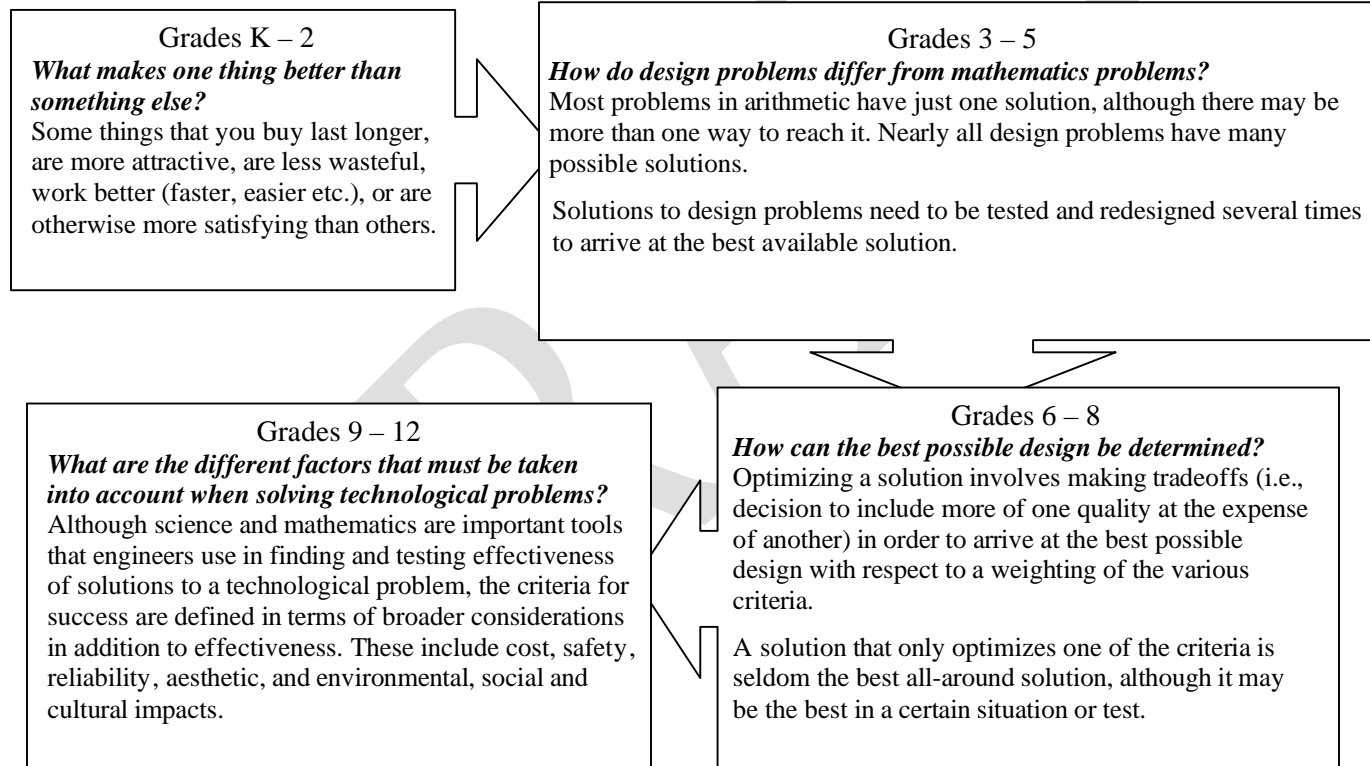 Grades K – 2
What makes one thing better than
something else?
Some things that you buy last longer,
are more attractive, are less wasteful,
work better (faster, easier etc.), or are
otherwise more satisfying than others.
Grades 3 – 5
How do design problems differ from mathematics problems?
Most problems in arithmetic have just one solution, although there may be
more than one way to reach it. Nearly all design problems have many
possible solutions.
Solutions to design problems need to be tested and redesigned several times
to arrive at the best available solution.
Grades 6 – 8
How can the best possible design be determined?
Optimizing a solution involves making tradeoffs (i.e.,
decision to include more of one quality at the expense
of another) in order to arrive at the best possible
design with respect to a weighting of the various
criteria.
A solution that only optimizes one of the criteria is
seldom the best all-around solution, although it may
be the best in a certain situation or test.
Grades 9 – 12
What are the different factors that must be taken
into account when solving technological problems?
Although science and mathematics are important tools
that engineers use in finding and testing effectiveness
of solutions to a technological problem, the criteria for
success are defined in terms of broader considerations
in addition to effectiveness. These include cost, safety,
reliability, aesthetic, and environmental, social and
cultural impacts.